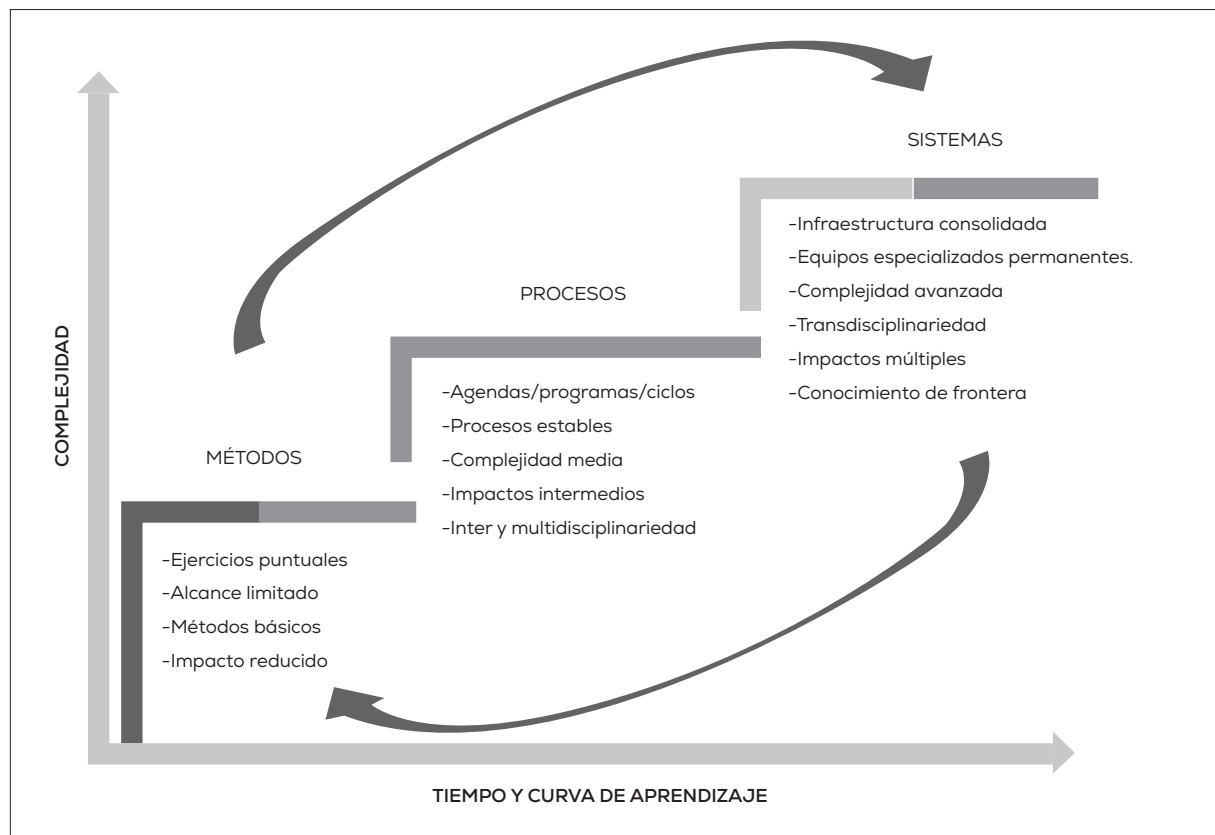 COMPLEJIDAD
SISTEMAS
-Infraestructura consolidada
-Equipos especializados permanentes.
-Complejidad avanzada
-Transdisciplinariedad
-Impactos múltiples
-Conocimiento de frontera
PROCESOS
-Agendas/programas/ciclos
-Procesos estables
-Complejidad media
-Impactos intermedios
-Inter y multidisciplinariedad
MÉTODOS
-Ejercicios puntuales
-Alcance limitado
-Métodos básicos
-Impacto reducido
TIEMPO Y CURVA DE APRENDIZAJE